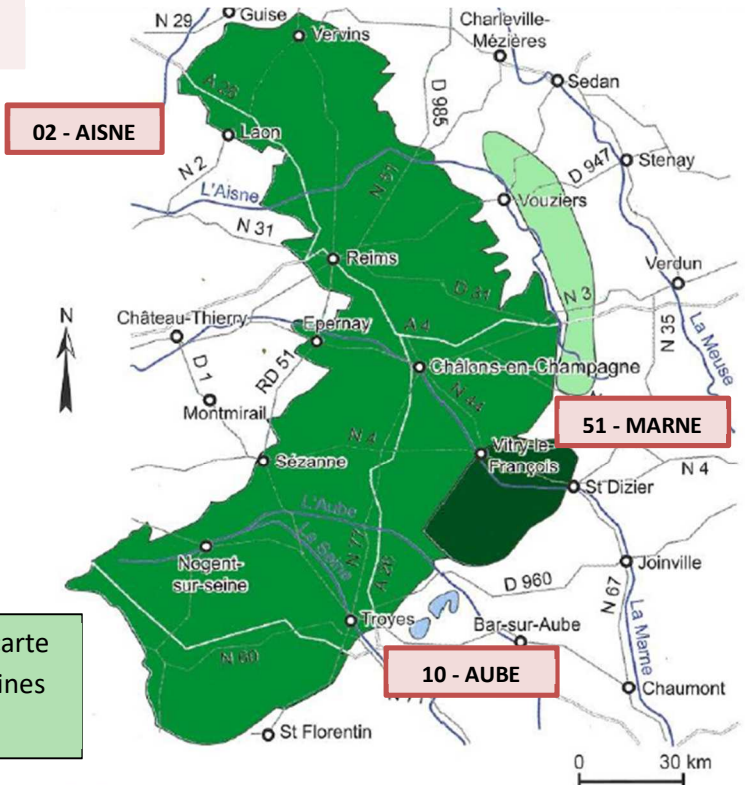 N 29
Guise
Vervins
Charleville-
Mézières
Sedan
A 26
D 985
02 - AISNE
Laon
N 2
L'Aisne
N 51
D 947
Stenay
Vouziers
N 31
Reims
D 31
N 3
Verdun
N
Château-Thierry
Epernay
A 4
N 35
La Meuse
D 1
RD 51
Châlons-en-Champagne
Montmirail
N 44
51 - MARNE
N 4
Vitry-le-
François
N 4
Sézanne
St Dizier
L'Aube
La Seine
N 77
A 26
Nogent-
sur-seine
Joinville
D 960
N 67
La Marne
arte
ines
Troyes
Bar-sur-Aube
N 60
10 - AUBE
Chaumont
St Florentin
0 30 km